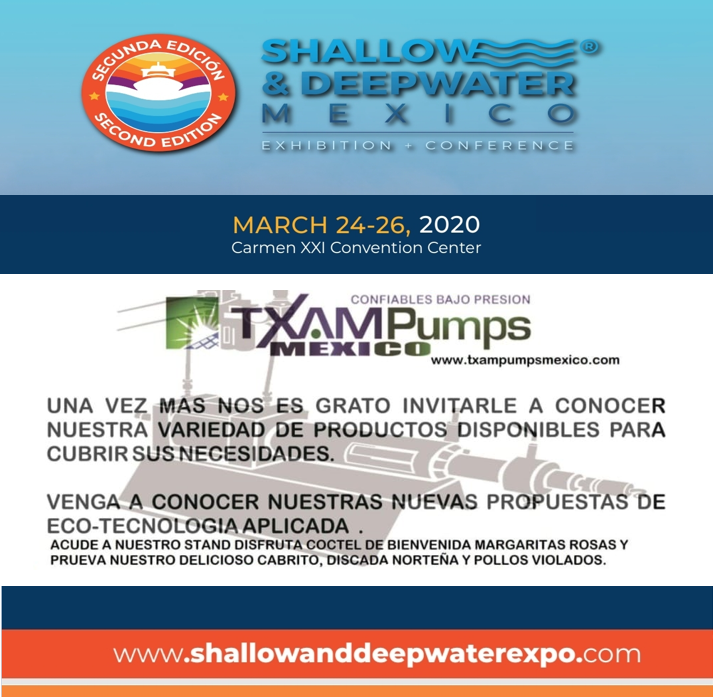 SEGUNDA EDICIÓN
SECOND EDITION
SHALLOW ®
& DEEPWATER
MEXICO
EXHIBITION + CONFERENCE
MARCH 24-26, 2020
Carmen XXI Convention Center
CONFIABLES BAJO PRESION
TXAMPumps
MEXICO
www.txampumpsmexico.com
UNA VEZ MAS NOS ES GRATO INVITARLE A CONOCER
NUESTRA VARIEDAD DE PRODUCTOS DISPONIBLES PARA
CUBRIR SUS NECESIDADES.
VENGA A CONOCER NUESTRAS NUEVAS PROPUESTAS DE
ECO-TECNOLOGIA APLICADA .
ACUDE A NUESTRO STAND DISFRUTA COCTEL DE BIENVENIDA MARGARITAS ROSAS Y
PRUEVA NUESTRO DELICIOSO CABRITO, DISCADA NORTEÑA Y POLLOS VIOLADOS.
www.shallowanddeepwaterexpo.com